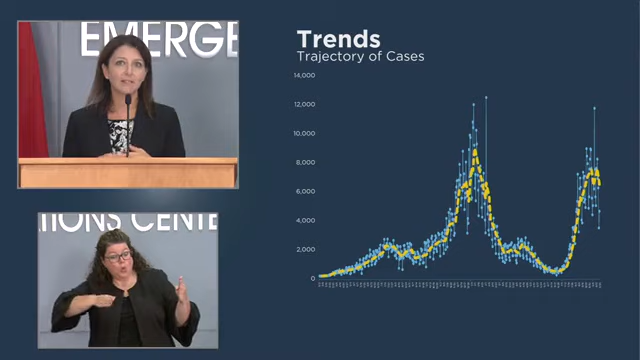 EMERGE
Trends
Trajectory of Cases
14,000
12,000
10,000
8,000
6,000
4,000
2,000
0
ATIONS CENTE